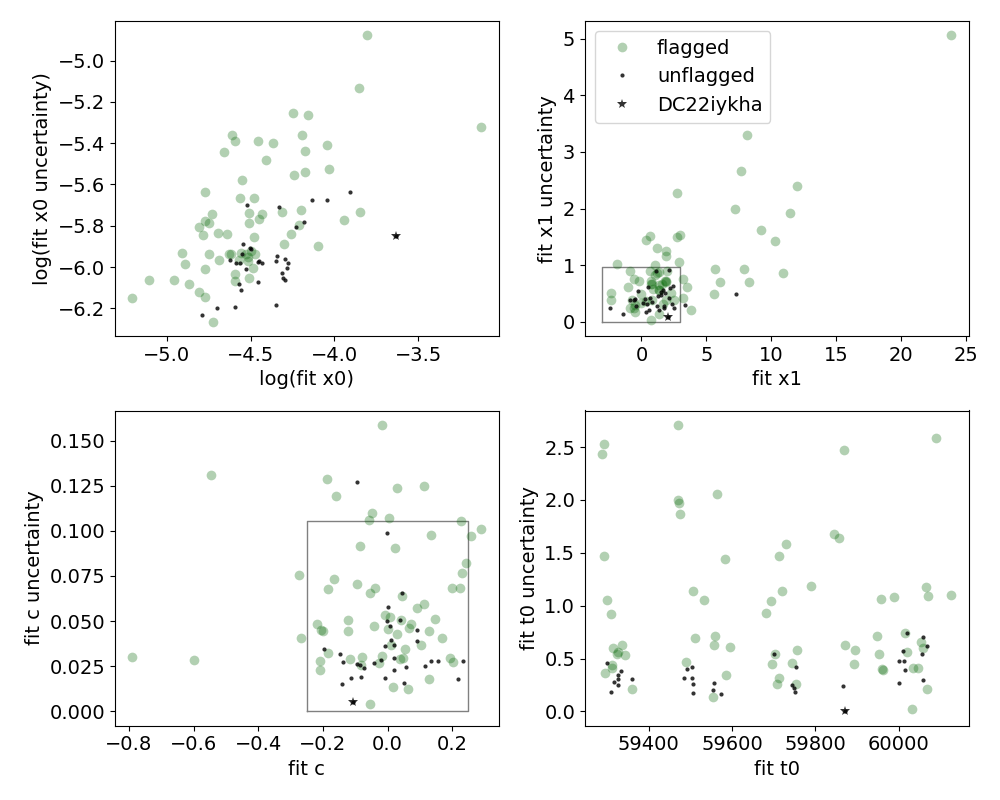 log(fit x0 uncertainty)
−5.0
−5.2
−5.4
−5.6
−5.8
−6.0
−6.2
−5.0 −4.5 −4.0 −3.5
log(fit x0)
fit x1 uncertainty
5
4
3
2
1
0
flagged
unflagged
DC22iykha
0 5 10 15 20 25
fit x1
fit c uncertainty
0.150
0.125
0.100
0.075
0.050
0.025
0.000
−0.8 −0.6 −0.4 −0.2 0.0 0.2
fit c
fit t0 uncertainty
2.5
2.0
1.5
1.0
0.5
0.0
59400 59600 59800 60000
fit t0